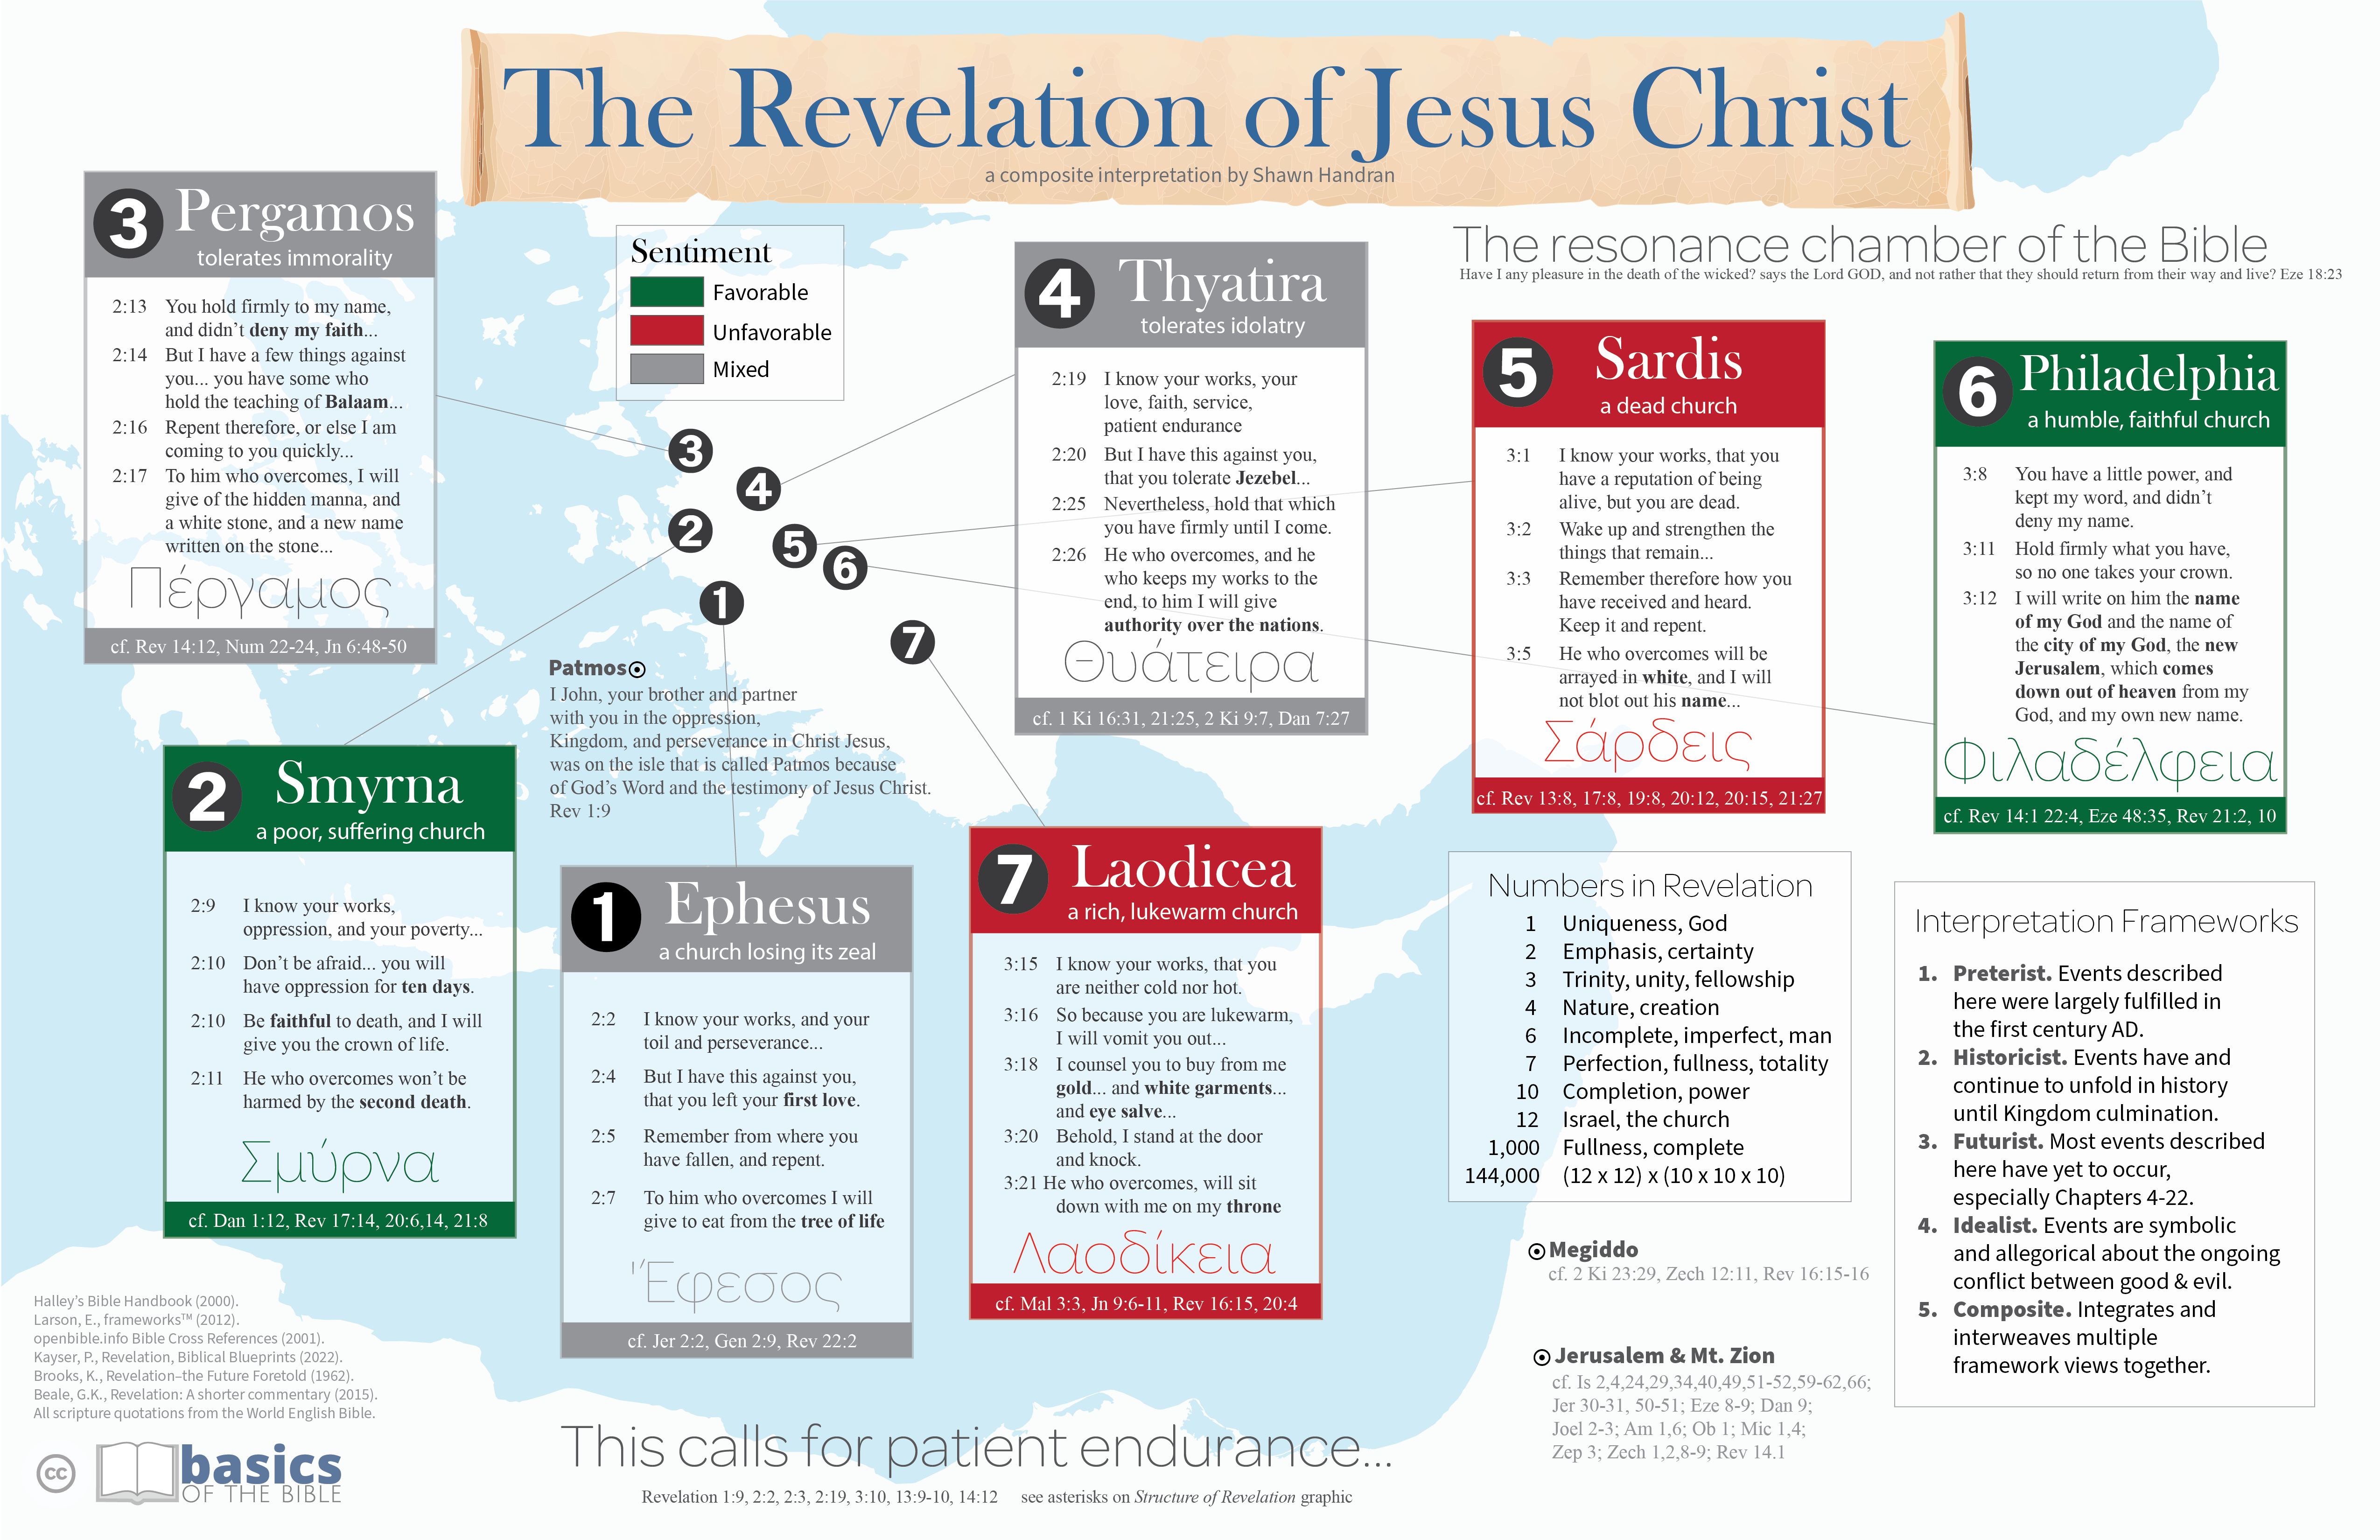 The Revelation of Jesus Christ
a composite interpretation by Shawn Handran
3 Pergamos
tolerates immorality
2:13 You hold firmly to my name,
and didn't deny my faith...
2:14 But I have a few things against
you... you have some who
hold the teaching of Balaam...
2:16 Repent therefore, or else I am
coming to you quickly...
2:17 To him who overcomes, I will
give of the hidden manna, and
a white stone, and a new name
written on the stone...
Πέργαμος
cf. Rev 14:12, Num 22-24, Jn 6:48-50
Sentiment
Favorable
Unfavorable
Mixed
4 Thyatira
tolerates idolatry
2:19 I know your works, your
love, faith, service,
patient endurance
2:20 But I have this against you,
that you tolerate Jezebel...
2:25 Nevertheless, hold that which
you have firmly until I come.
2:26 He who overcomes, and he
who keeps my works to the
end, to him I will give
authority over the nations.
Θυάτειρα
cf. 1 Ki 16:31, 21:25, 2 Ki 9:7, Dan 7:27
The resonance chamber of the Bible
Have I any pleasure in the death of the wicked? says the Lord GOD, and not rather that they should return from their way and live? Eze 18:23
5 Sardis
a dead church
3:1 I know your works, that you
have a reputation of being
alive, but you are dead.
3:2 Wake up and strengthen the
things that remain...
3:3 Remember therefore how you
have received and heard.
Keep it and repent.
3:5 He who overcomes will be
arrayed in white, and I will
not blot out his name...
Σάρδεις
cf. Rev 13:8, 17:8, 19:8, 20:12, 20:15, 21:27
6 Philadelphia
a humble, faithful church
3:8 You have a little power, and
kept my word, and didn't
deny my name.
3:11 Hold firmly what you have,
so no one takes your crown.
3:12 I will write on him the name
of my God and the name of
the city of my God, the new
Jerusalem, which comes
down out of heaven from my
God, and my own new name.
Φιλαδέλφεια
cf. Rev 14:1 22:4, Eze 48:35, Rev 21:2, 10
3
4
2
5
6
1
7
Patmos
I John, your brother and partner
with you in the oppression,
Kingdom, and perseverance in Christ Jesus,
was on the isle that is called Patmos because
of God's Word and the testimony of Jesus Christ.
Rev 1:9
2 Smyrna
a poor, suffering church
2:9 I know your works,
oppression, and your poverty...
2:10 Don't be afraid... you will
have oppression for ten days.
2:10 Be faithful to death, and I will
give you the crown of life.
2:11 He who overcomes won't be
harmed by the second death.
Σμύρνα
cf. Dan 1:12, Rev 17:14, 20:6,14, 21:8
1 Ephesus
a church losing its zeal
2:2 I know your works, and your
toil and perseverance...
2:4 But I have this against you,
that you left your first love.
2:5 Remember from where you
have fallen, and repent.
2:7 To him who overcomes I will
give to eat from the tree of life
Ἔφεσος
cf. Jer 2:2, Gen 2:9, Rev 22:2
7 Laodicea
a rich, lukewarm church
3:15 I know your works, that you
are neither cold nor hot.
3:16 So because you are lukewarm,
I will vomit you out...
3:18 I counsel you to buy from me
gold... and white garments...
and eye salve...
3:20 Behold, I stand at the door
and knock.
3:21 He who overcomes, will sit
down with me on my throne
Λαοδίκεια
cf. Mal 3:3, Jn 9:6-11, Rev 16:15, 20:4
Numbers in Revelation
1 Uniqueness, God
2 Emphasis, certainty
3 Trinity, unity, fellowship
4 Nature, creation
6 Incomplete, imperfect, man
7 Perfection, fullness, totality
10 Completion, power
12 Israel, the church
1,000 Fullness, complete
144,000 (12 x 12) x (10 x 10 x 10)
Megiddo
cf. 2 Ki 23:29, Zech 12:11, Rev 16:15-16
Jerusalem & Mt. Zion
cf. Is 2,4,24,29,34,40,49,51-52,59-62,66;
Jer 30-31, 50-51; Eze 8-9; Dan 9;
Joel 2-3; Am 1,6; Ob 1; Mic 1,4;
Zep 3; Zech 1,2,8-9; Rev 14.1
Interpretation Frameworks
1. Preterist. Events described
here were largely fulfilled in
the first century AD.
2. Historicist. Events have and
continue to unfold in history
until Kingdom culmination.
3. Futurist. Most events described
here have yet to occur,
especially Chapters 4-22.
4. Idealist. Events are symbolic
and allegorical about the ongoing
conflict between good & evil.
5. Composite. Integrates and
interweaves multiple
framework views together.
Halley's Bible Handbook (2000).
Larson, E., frameworks™ (2012).
openbible.info Bible Cross References (2001).
Kayser, P., Revelation, Biblical Blueprints (2022).
Brooks, K., Revelation–the Future Foretold (1962).
Beale, G.K., Revelation: A shorter commentary (2015).
All scripture quotations from the World English Bible.
cc
basics
OF THE BIBLE
This calls for patient endurance...
Revelation 1:9, 2:2, 2:3, 2:19, 3:10, 13:9-10, 14:12 see asterisks on Structure of Revelation graphic